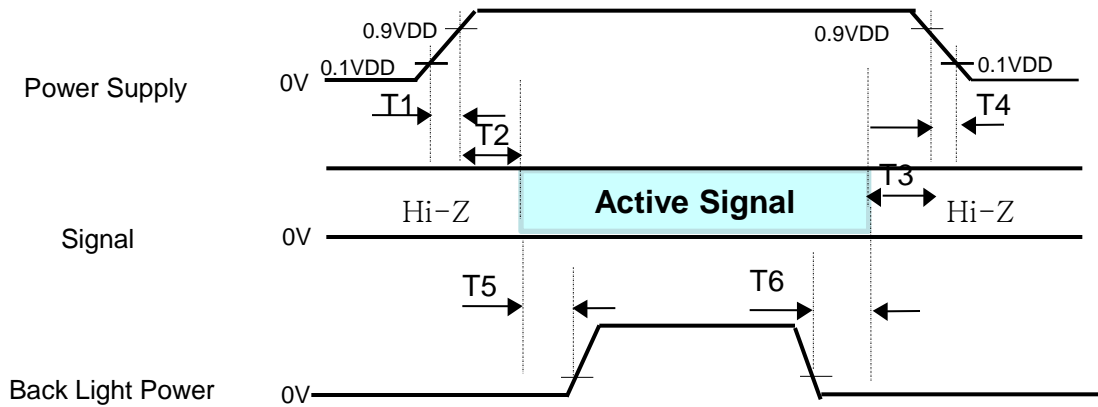 0.9VDD
0.9VDD
0.1VDD
0.1VDD
Power Supply
0V
T1
T2
T4
T3
Active Signal
Hi-Z
Hi-Z
Signal
0V
T5
T6
Back Light Power
0V